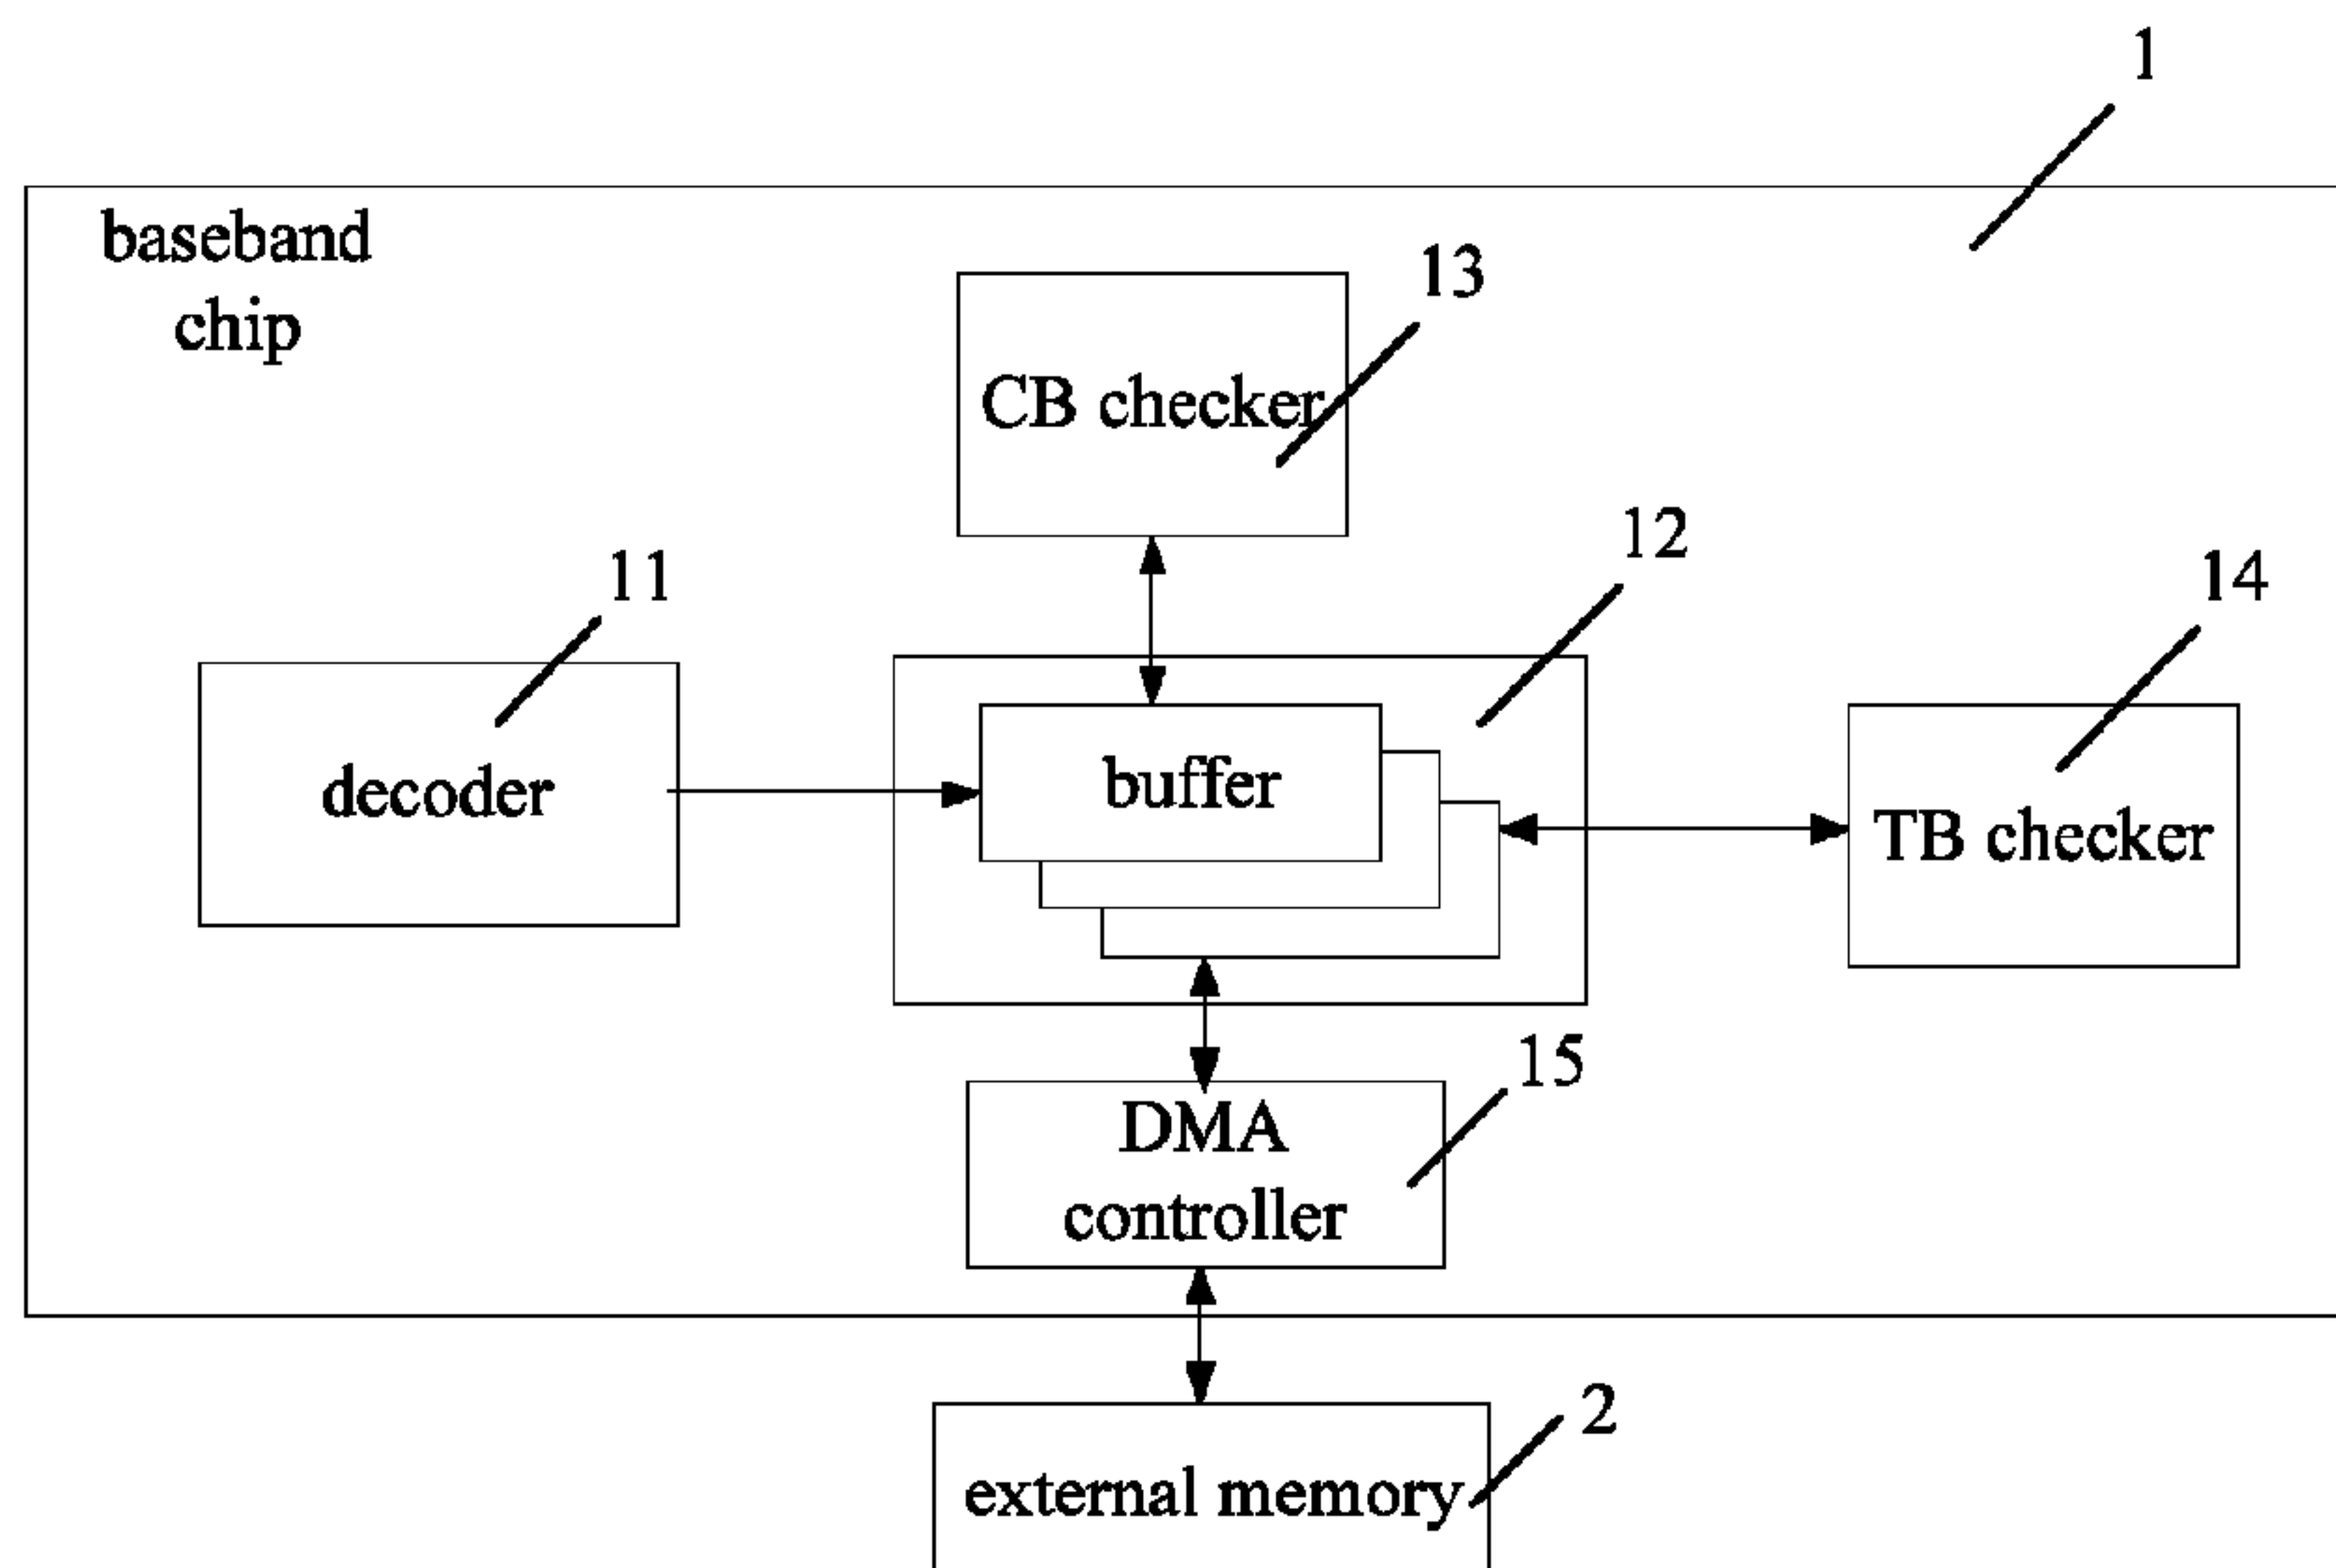 1
baseband
chip
13
CB checker
12
11
14
decoder
buffer
TB checker
15
DMA
controller
2
external memory